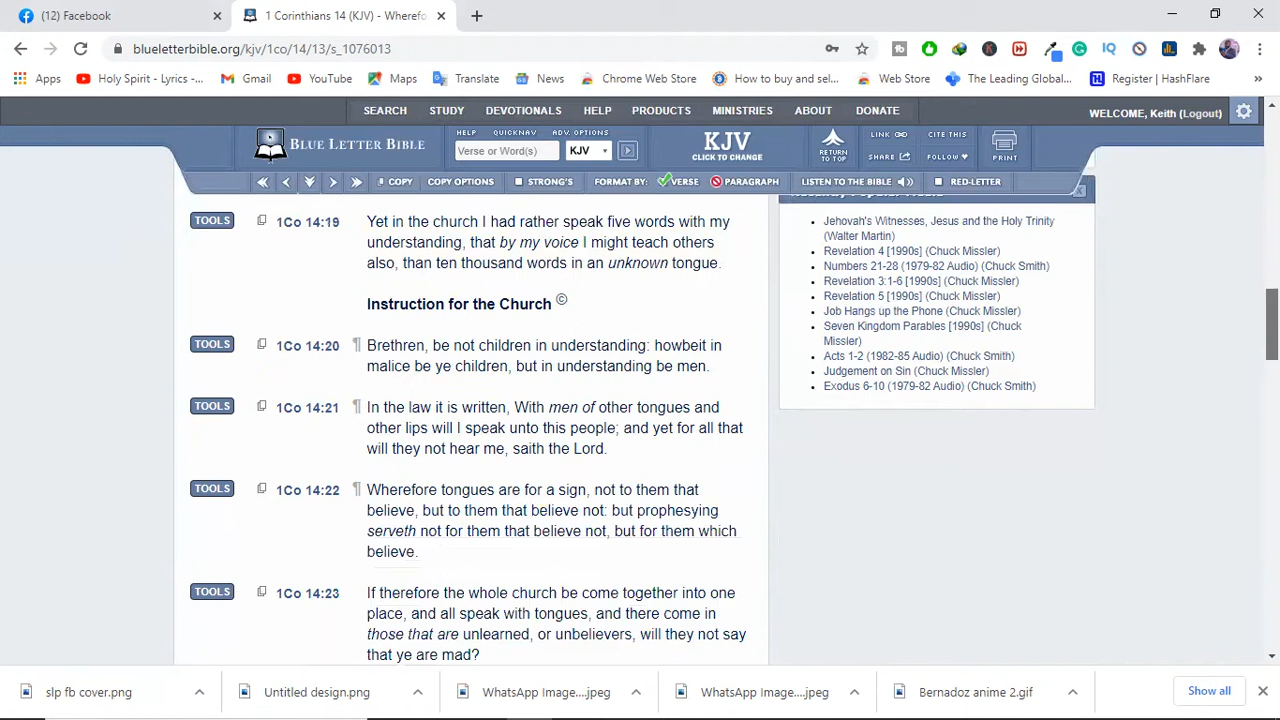 (12) Facebook
1 Corinthians 14 (KJV) - Wherefo
blueletterbible.org/kjv/1co/14/13/s_1076013
Apps
Holy Spirit - Lyrics -...
Gmail
YouTube
Maps
Translate
News
Chrome Web Store
How to buy and sel...
Web Store
The Leading Global...
Register | HashFlare
SEARCH STUDY DEVOTIONALS HELP PRODUCTS MINISTRIES ABOUT DONATE
WELCOME, Keith (Logout)
BLUE LETTER BIBLE
HELP QUICKNAV ADV. OPTIONS
Verse or Word(s)
KJV
KJV
CLICK TO CHANGE
RETURN
TO TOP
LINK
CITE THIS
SHARE
FOLLOW
PRINT
COPY COPY OPTIONS STRONG'S FORMAT BY: VERSE PARAGRAPH LISTEN TO THE BIBLE RED-LETTER
TOOLS 1Co 14:19 Yet in the church I had rather speak five words with my
understanding, that by my voice I might teach others
also, than ten thousand words in an unknown tongue.
Instruction for the Church ©
TOOLS 1Co 14:20 ¶ Brethren, be not children in understanding: howbeit in
malice be ye children, but in understanding be men.
TOOLS 1Co 14:21 ¶ In the law it is written, With men of other tongues and
other lips will I speak unto this people; and yet for all that
will they not hear me, saith the Lord.
TOOLS 1Co 14:22 ¶ Wherefore tongues are for a sign, not to them that
believe, but to them that believe not: but prophesying
serveth not for them that believe not, but for them which
believe.
TOOLS 1Co 14:23 If therefore the whole church be come together into one
place, and all speak with tongues, and there come in
those that are unlearned, or unbelievers, will they not say
that ye are mad?
Jehovah's Witnesses, Jesus and the Holy Trinity
(Walter Martin)
Revelation 4 [1990s] (Chuck Missler)
Numbers 21-28 (1979-82 Audio) (Chuck Smith)
Revelation 3:1-6 [1990s] (Chuck Missler)
Revelation 5 [1990s] (Chuck Missler)
Job Hangs up the Phone (Chuck Missler)
Seven Kingdom Parables [1990s] (Chuck
Missler)
Acts 1-2 (1982-85 Audio) (Chuck Smith)
Judgement on Sin (Chuck Missler)
Exodus 6-10 (1979-82 Audio) (Chuck Smith)
slp fb cover.png
Untitled design.png
WhatsApp Image....jpeg
WhatsApp Image....jpeg
Bernadoz anime 2.gif
Show all